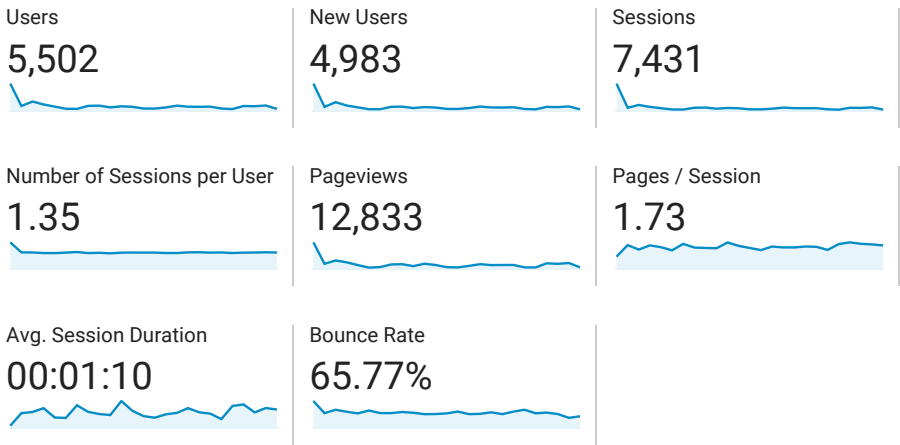 Users
5,502
New Users
4,983
Sessions
7,431
Number of Sessions per User
1.35
Pageviews
12,833
Pages / Session
1.73
Avg. Session Duration
00:01:10
Bounce Rate
65.77%